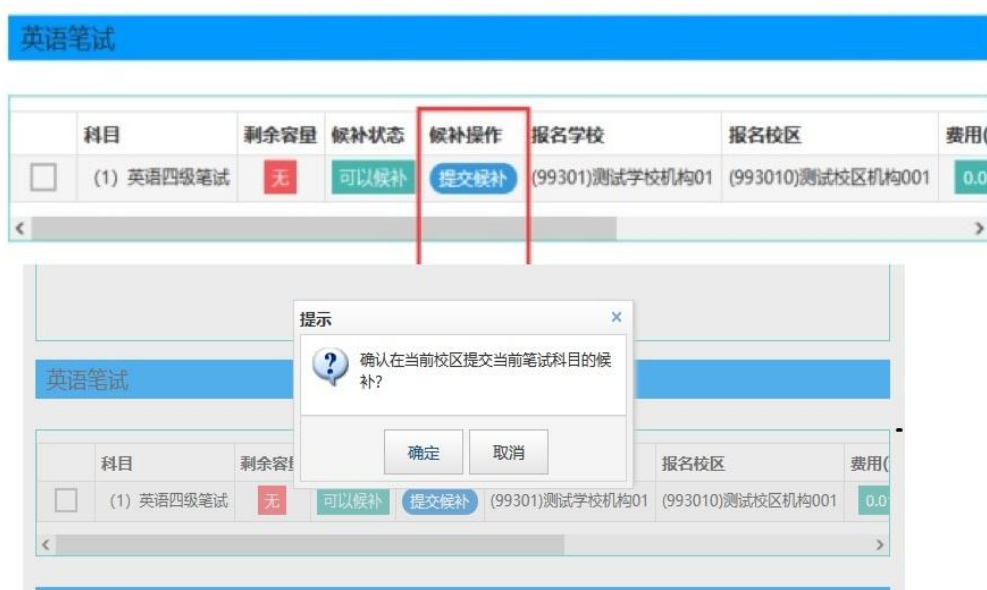 英语笔试
科目 剩余容量 候补状态 候补操作 报名学校 报名校区 费用(
(1) 英语四级笔试 无 可以候补 提交候补 (99301)测试学校机构01 (993010)测试校区机构001 0.0
提示
确认在当前校区提交当前笔试科目的候
补?
英语笔试
确定 取消
科目 剩余容 报名校区 费用(
(1) 英语四级笔试 无 可以候补 提交候补 (99301)测试学校机构01 (993010)测试校区机构001 0.0